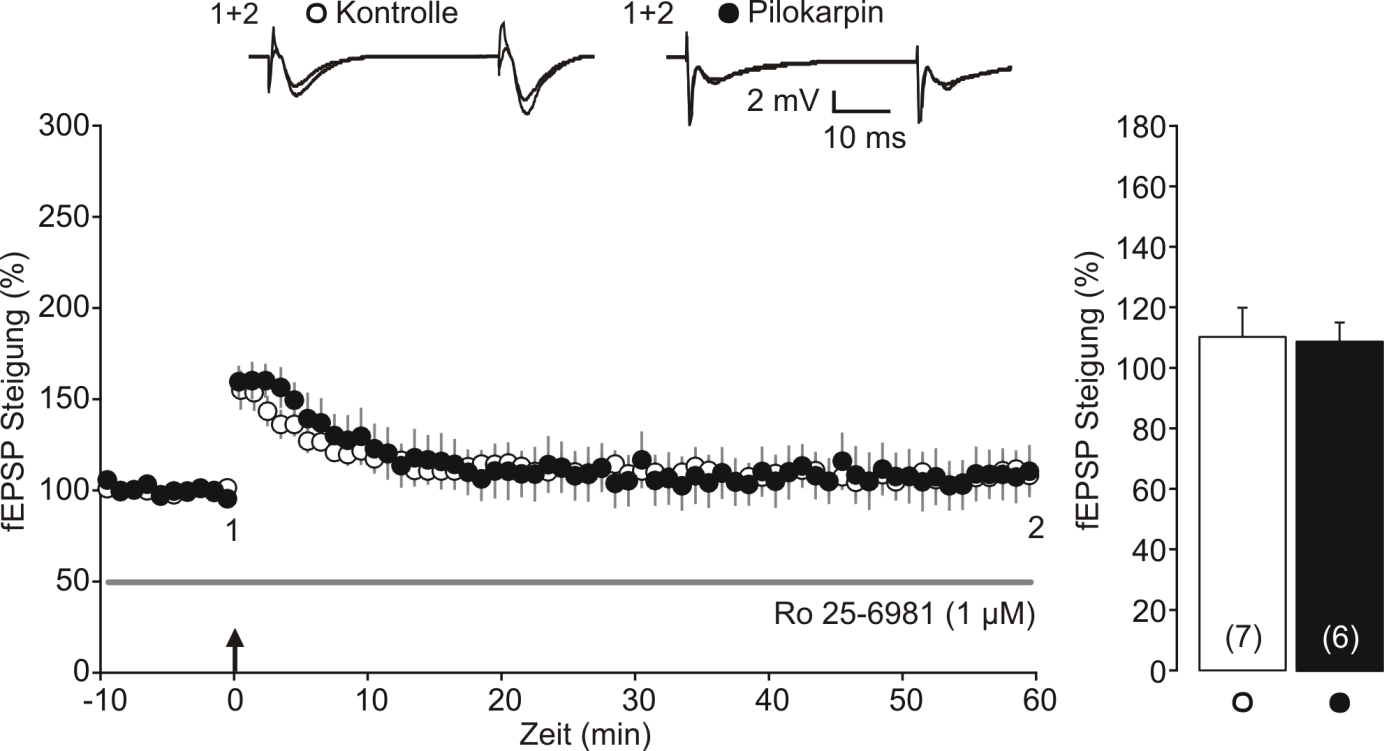 1+2 Kontrolle
1+2 Pilokarpin
2 mV
10 ms
300
250
200
150
100
50
0
fEPSP Steigung (%)
1
2
Ro 25-6981 (1 µM)
-10 0 10 20 30 40 50 60
Zeit (min)
180
160
140
120
100
80
60
40
20
0
fEPSP Steigung (%)
(7) (6)